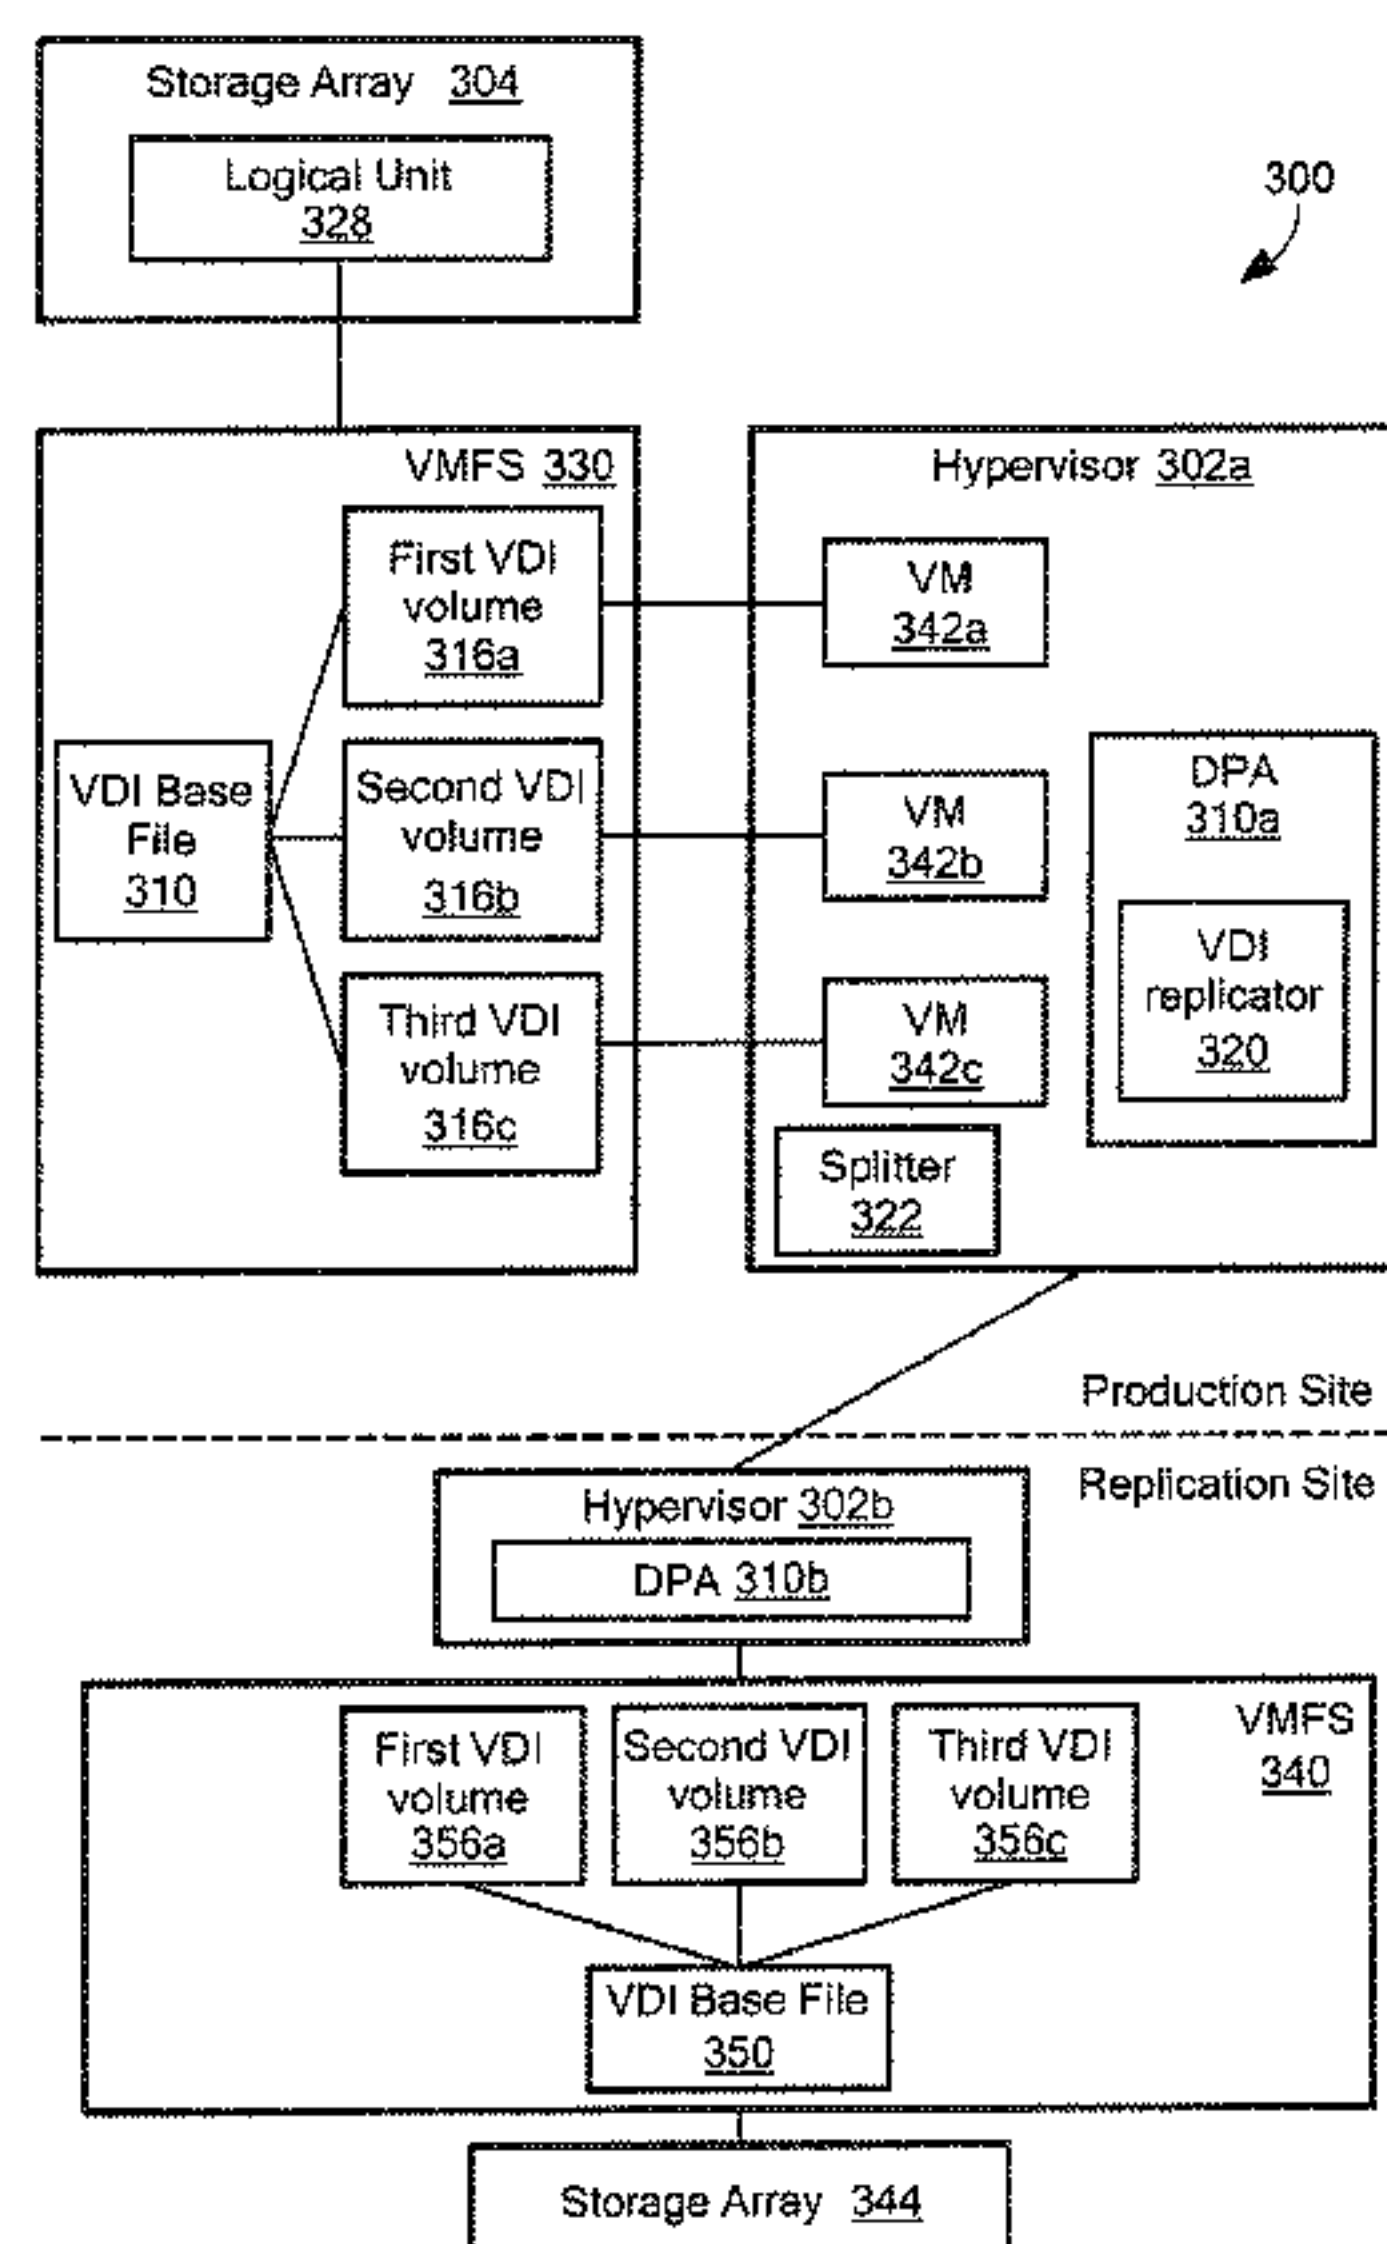 Storage Array 304
Logical Unit
328
300
VMFS 330
First VDI
volume
316a
VDI Base
File
310
Second VDI
volume
316b
Third VDI
volume
316c
Hypervisor 302a
VM
342a
VM
342b
VM
342c
DPA
310a
VDI
replicator
320
Splitter
322
Production Site
Replication Site
Hypervisor 302b
DPA 310b
VMFS
340
First VDI
volume
356a
Second VDI
volume
356b
Third VDI
volume
356c
VDI Base File
350
Storage Array 344